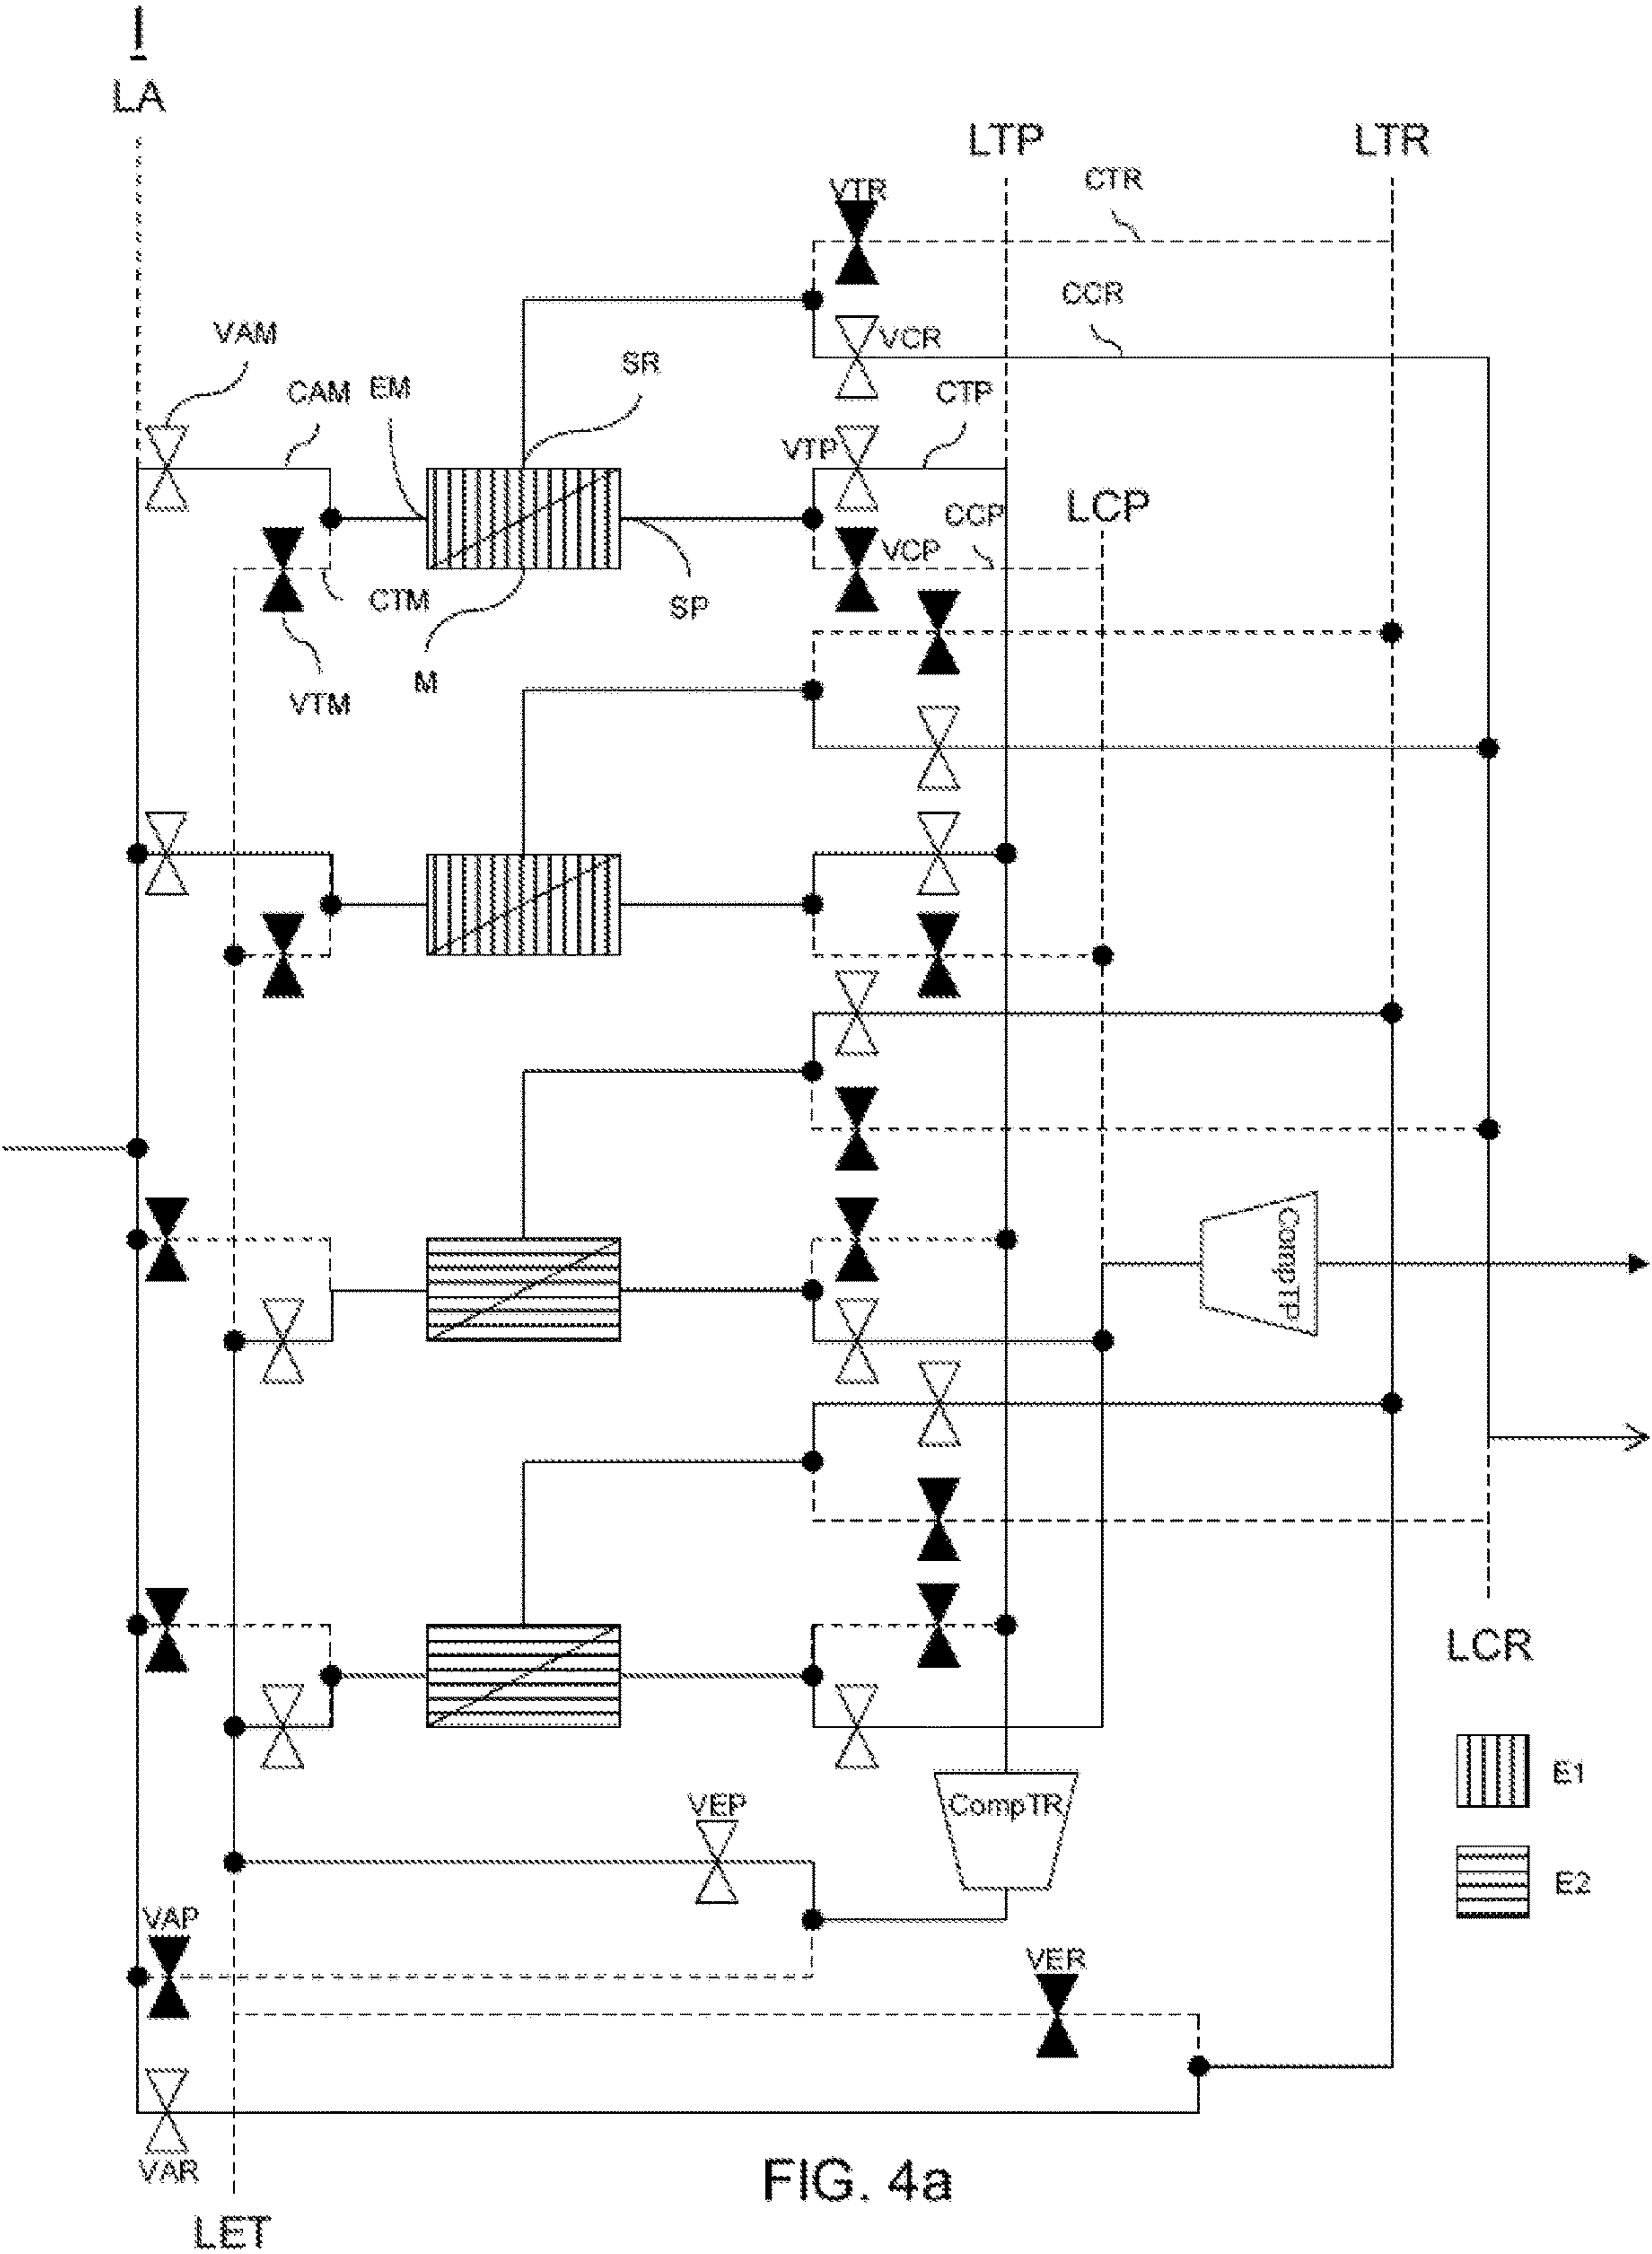 I
LA
LTP
LTR
VTR
CTR
CCR
VAM
VCR
SR
CAM
EM
CTP
VTP
LCP
CCP
VCP
CTM
SP
M
VTM
CompTP
LCR
E1
CompTR
VEP
E2
VAP
VER
VAR
FIG. 4a
LET